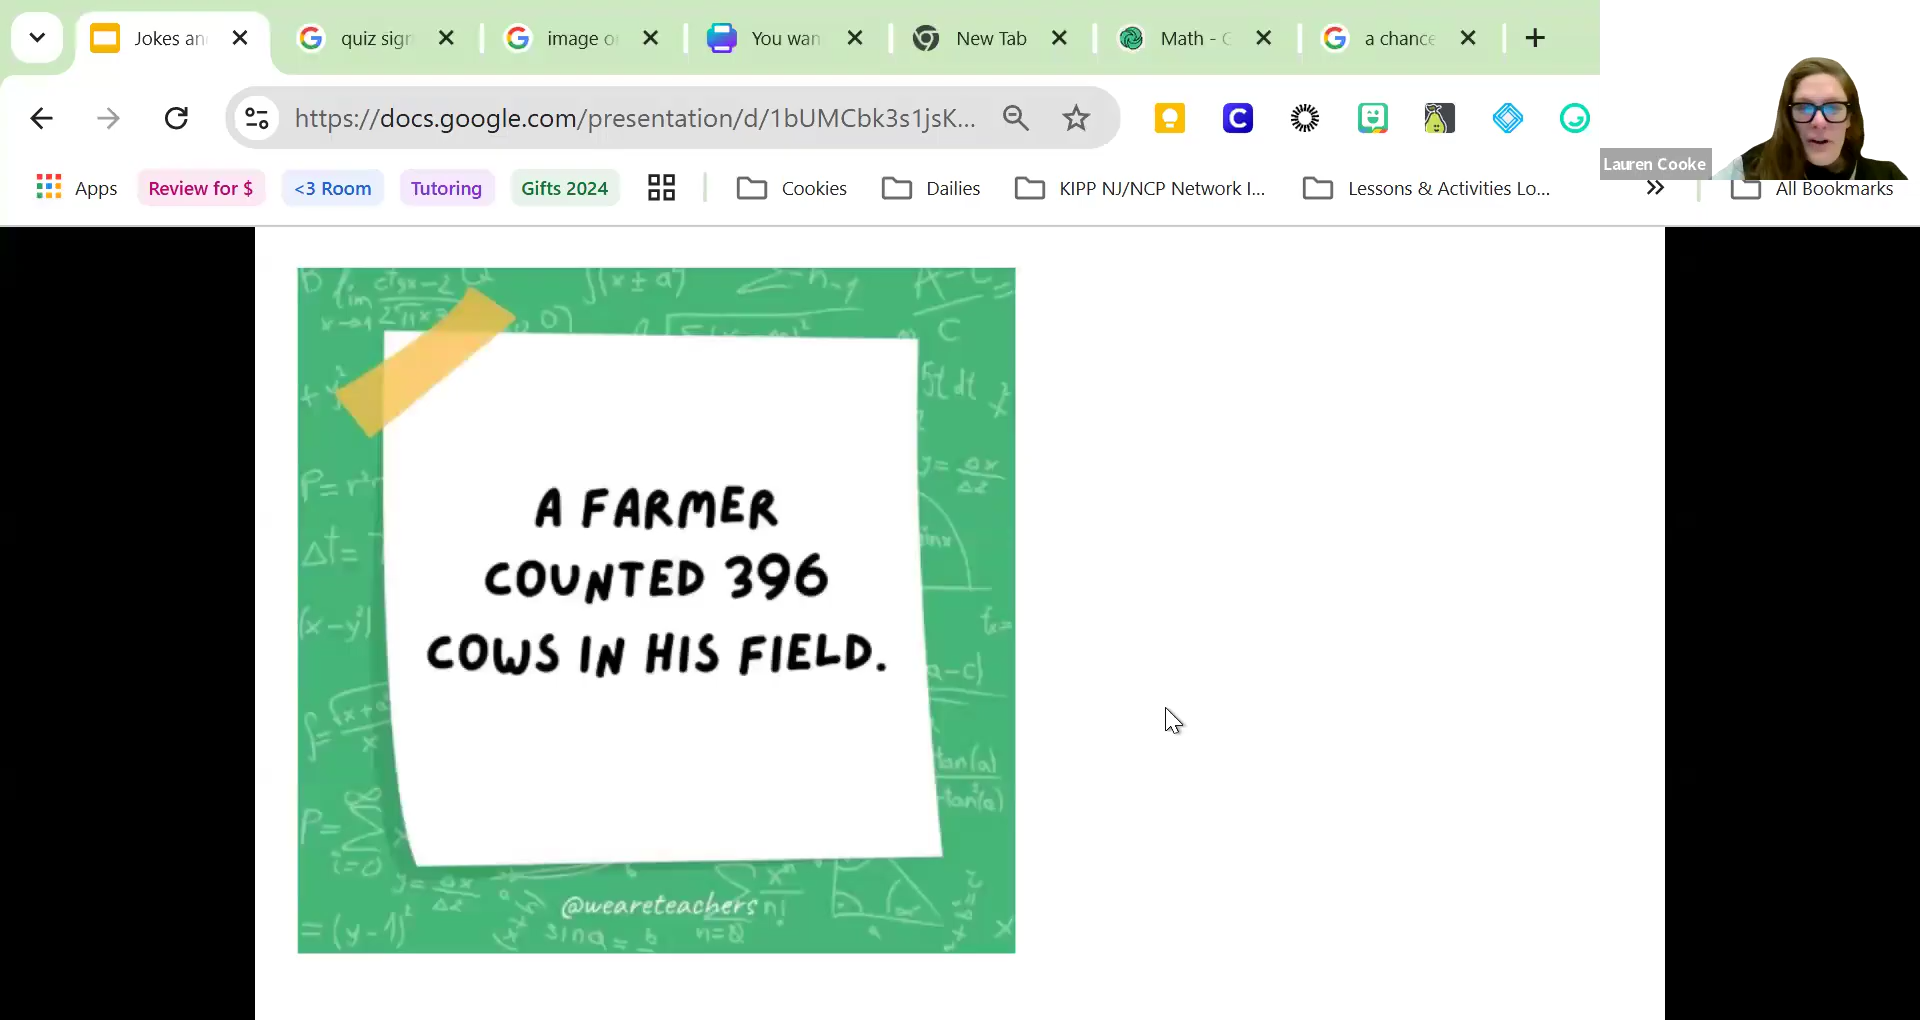 Jokes an
quiz sign
image o
You wan
New Tab
Math - C
a chance
https://docs.google.com/presentation/d/1bUMCbk3s1jsK...
Lauren Cooke
Apps
Review for $
<3 Room
Tutoring
Gifts 2024
Cookies
Dailies
KIPP NJ/NCP Network I...
Lessons & Activities Lo...
All Bookmarks
A FARMER
COUNTED 396
COWS IN HIS FIELD.
@weareteachers